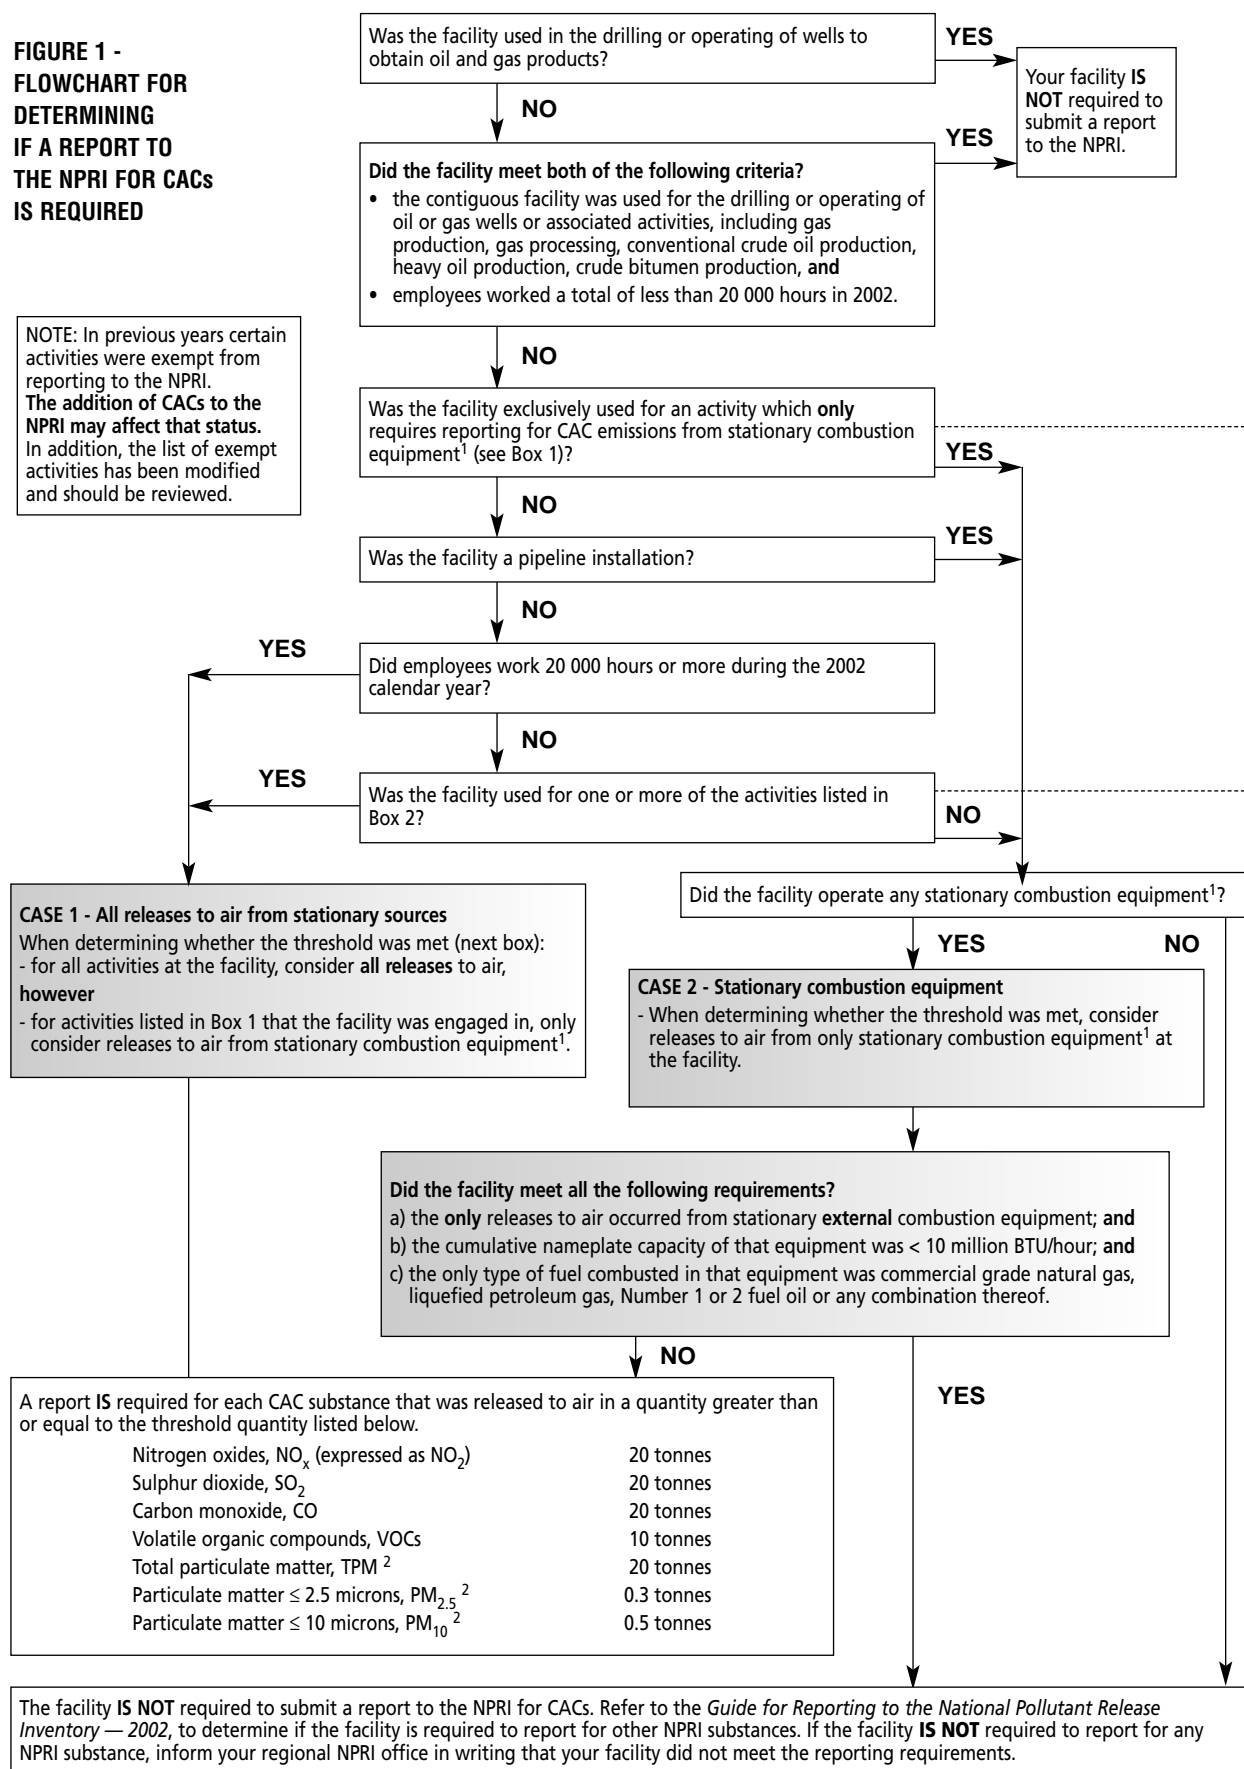 FIGURE 1 -
FLOWCHART FOR
DETERMINING
IF A REPORT TO
THE NPRI FOR CACs
IS REQUIRED
Was the facility used in the drilling or operating of wells to
obtain oil and gas products?
YES
Your facility IS
NOT required to
submit a report
to the NPRI.
NO
YES
Did the facility meet both of the following criteria?
• the contiguous facility was used for the drilling or operating of
oil or gas wells or associated activities, including gas
production, gas processing, conventional crude oil production,
heavy oil production, crude bitumen production, and
• employees worked a total of less than 20 000 hours in 2002.
NOTE: In previous years certain
activities were exempt from
reporting to the NPRI.
The addition of CACs to the
NPRI may affect that status.
In addition, the list of exempt
activities has been modified
and should be reviewed.
NO
Was the facility exclusively used for an activity which only
requires reporting for CAC emissions from stationary combustion
equipment1 (see Box 1)?
YES
NO
Was the facility a pipeline installation?
YES
NO
YES
Did employees work 20 000 hours or more during the 2002
calendar year?
NO
YES
Was the facility used for one or more of the activities listed in
Box 2?
NO
CASE 1 - All releases to air from stationary sources
When determining whether the threshold was met (next box):
- for all activities at the facility, consider all releases to air,
however
- for activities listed in Box 1 that the facility was engaged in, only
consider releases to air from stationary combustion equipment1.
Did the facility operate any stationary combustion equipment1?
YES
NO
CASE 2 - Stationary combustion equipment
- When determining whether the threshold was met, consider
releases to air from only stationary combustion equipment1 at
the facility.
Did the facility meet all the following requirements?
a) the only releases to air occurred from stationary external combustion equipment; and
b) the cumulative nameplate capacity of that equipment was < 10 million BTU/hour; and
c) the only type of fuel combusted in that equipment was commercial grade natural gas,
liquefied petroleum gas, Number 1 or 2 fuel oil or any combination thereof.
NO
YES
A report IS required for each CAC substance that was released to air in a quantity greater than
or equal to the threshold quantity listed below.
Nitrogen oxides, NOx (expressed as NO2) 20 tonnes
Sulphur dioxide, SO2 20 tonnes
Carbon monoxide, CO 20 tonnes
Volatile organic compounds, VOCs 10 tonnes
Total particulate matter, TPM 2 20 tonnes
Particulate matter ≤ 2.5 microns, PM2.5 2 0.3 tonnes
Particulate matter ≤ 10 microns, PM10 2 0.5 tonnes
The facility IS NOT required to submit a report to the NPRI for CACs. Refer to the Guide for Reporting to the National Pollutant Release
Inventory — 2002, to determine if the facility is required to report for other NPRI substances. If the facility IS NOT required to report for any
NPRI substance, inform your regional NPRI office in writing that your facility did not meet the reporting requirements.